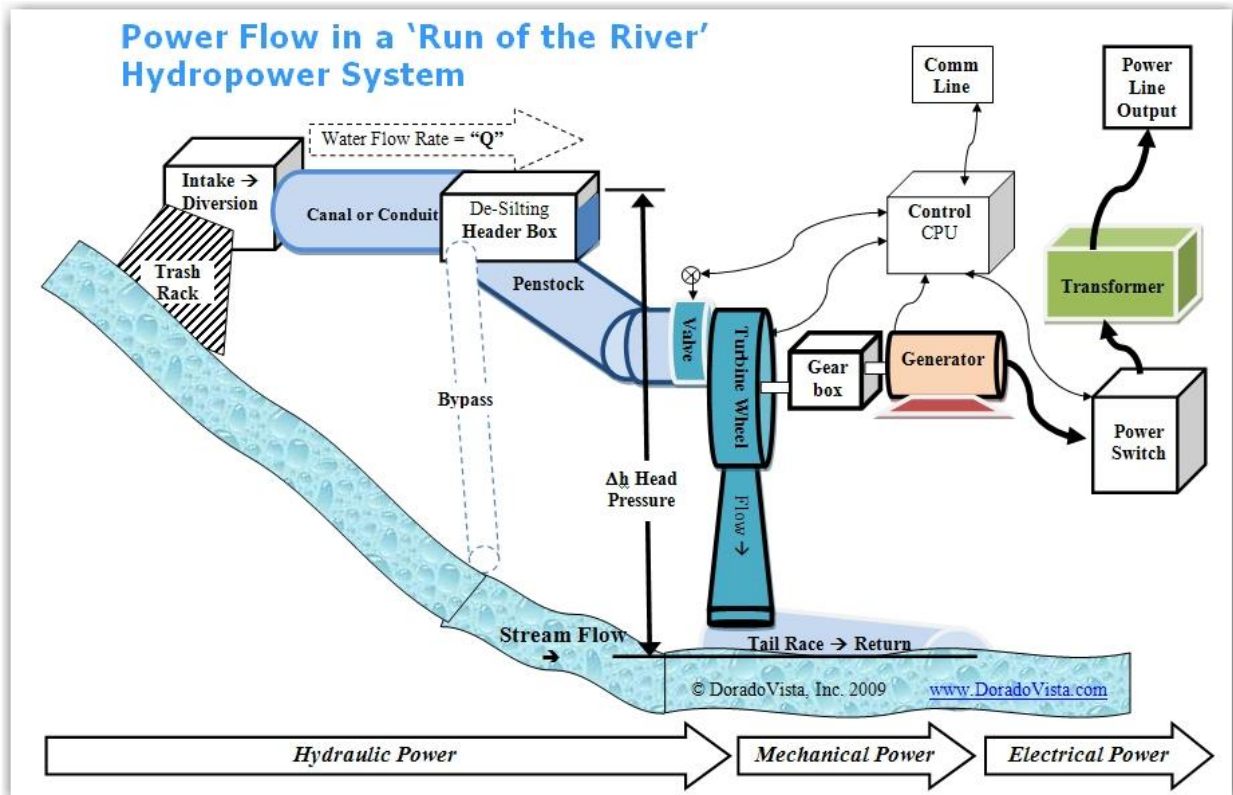 Power Flow in a ‘Run of the River’
Hydropower System
Water Flow Rate = “Q”
Intake →
Diversion
Canal or Conduit
De-Silting
Header Box
Trash
Rack
Penstock
Bypass
Valve
Turbine Wheel
Flow →
Δh Head
Pressure
Gear
box
Generator
Control
CPU
Comm
Line
Power
Line
Output
Transformer
Power
Switch
Stream Flow
→
Tail Race → Return
© DoradoVista, Inc. 2009 www.DoradoVista.com
Hydraulic Power
Mechanical Power
Electrical Power